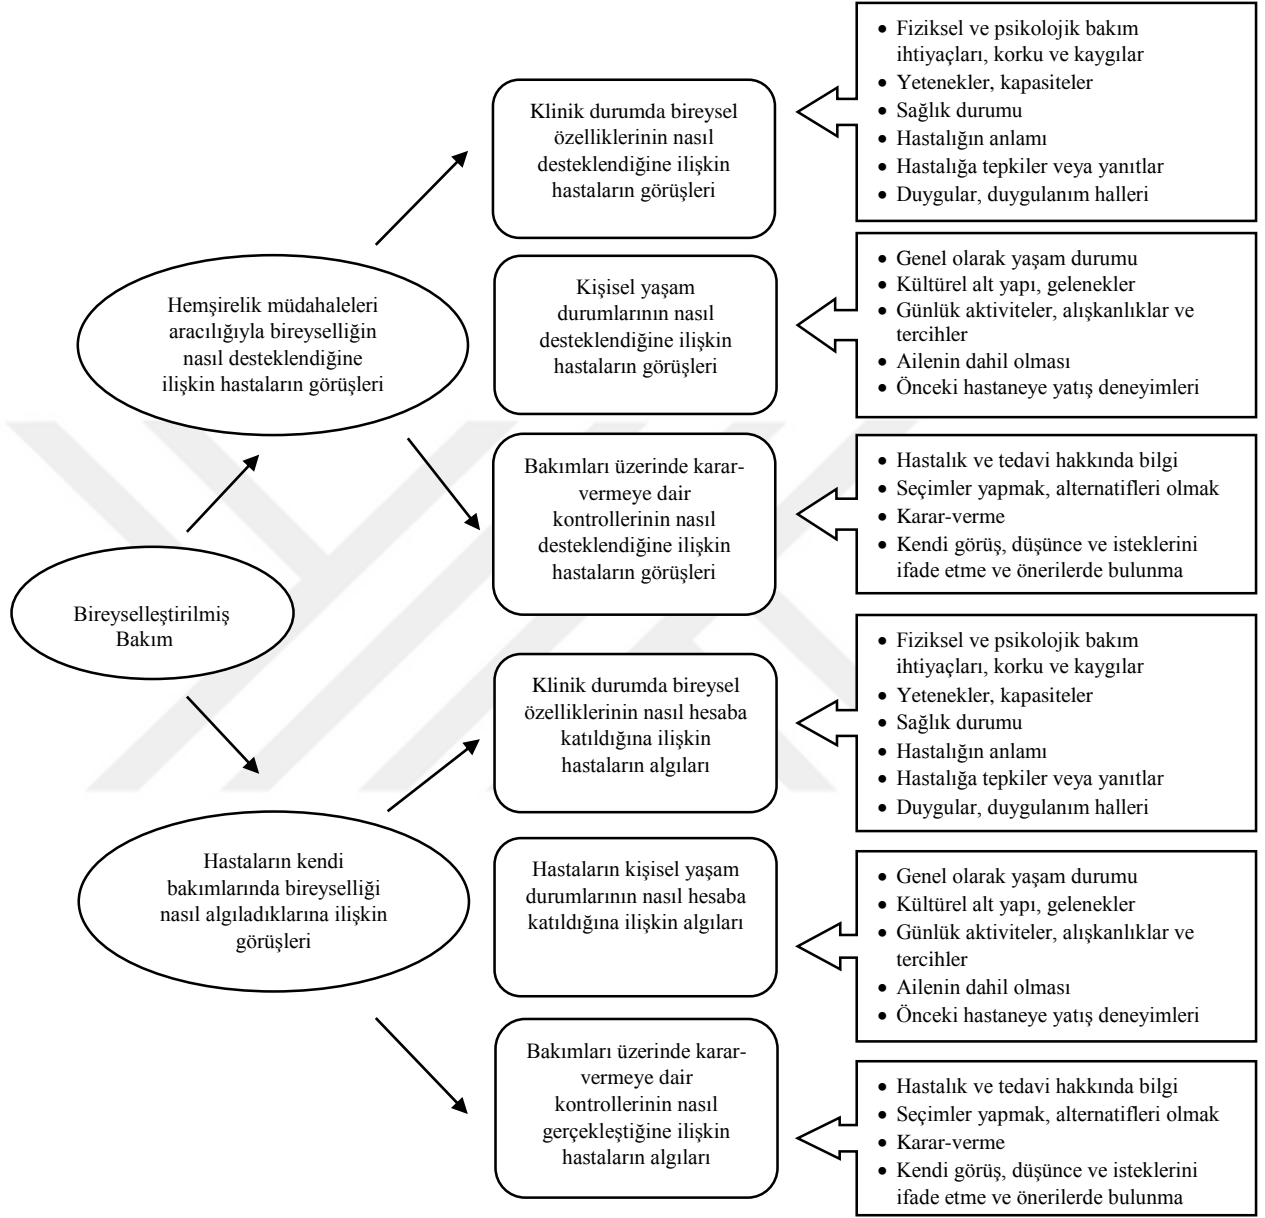 Bireyselleştirilmiş
Bakım
Hemşirelik müdahaleleri
aracılığıyla bireyselliğin
nasıl desteklendiğine
ilişkin hastaların görüşleri
Klinik durumda bireysel
özelliklerinin nasıl
desteklendiğine ilişkin
hastaların görüşleri
• Fiziksel ve psikolojik bakım
ihtiyaçları, korku ve kaygılar
• Yetenekler, kapasiteler
• Sağlık durumu
• Hastalığın anlamı
• Hastalığa tepkiler veya yanıtlar
• Duygular, duygulanım halleri
Kişisel yaşam
durumlarının nasıl
desteklendiğine ilişkin
hastaların görüşleri
• Genel olarak yaşam durumu
• Kültürel alt yapı, gelenekler
• Günlük aktiviteler, alışkanlıklar ve
tercihler
• Ailenin dahil olması
• Önceki hastaneye yatış deneyimleri
Bakımları üzerinde karar-
vermeye dair
kontrollerinin nasıl
desteklendiğine ilişkin
hastaların görüşleri
• Hastalık ve tedavi hakkında bilgi
• Seçimler yapmak, alternatifleri olmak
• Karar-verme
• Kendi görüş, düşünce ve isteklerini
ifade etme ve önerilerde bulunma
Hastaların kendi
bakımlarında bireyselliği
nasıl algıladıklarına ilişkin
görüşleri
Klinik durumda bireysel
özelliklerinin nasıl hesaba
katıldığına ilişkin
hastaların algıları
• Fiziksel ve psikolojik bakım
ihtiyaçları, korku ve kaygılar
• Yetenekler, kapasiteler
• Sağlık durumu
• Hastalığın anlamı
• Hastalığa tepkiler veya yanıtlar
• Duygular, duygulanım halleri
Hastaların kişisel yaşam
durumlarının nasıl hesaba
katıldığına ilişkin algıları
• Genel olarak yaşam durumu
• Kültürel alt yapı, gelenekler
• Günlük aktiviteler, alışkanlıklar ve
tercihler
• Ailenin dahil olması
• Önceki hastaneye yatış deneyimleri
Bakımları üzerinde karar-
vermeye dair
kontrollerinin nasıl
gerçekleştiğine ilişkin
hastaların algıları
• Hastalık ve tedavi hakkında bilgi
• Seçimler yapmak, alternatifleri olmak
• Karar-verme
• Kendi görüş, düşünce ve isteklerini
ifade etme ve önerilerde bulunma